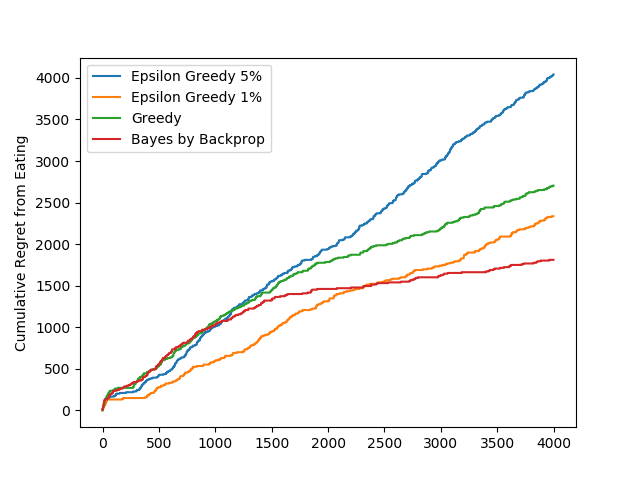 Epsilon Greedy 5%
Epsilon Greedy 1%
Greedy
Bayes by Backprop
Cumulative Regret from Eating
4000
3500
3000
2500
2000
1500
1000
500
0
0 500 1000 1500 2000 2500 3000 3500 4000